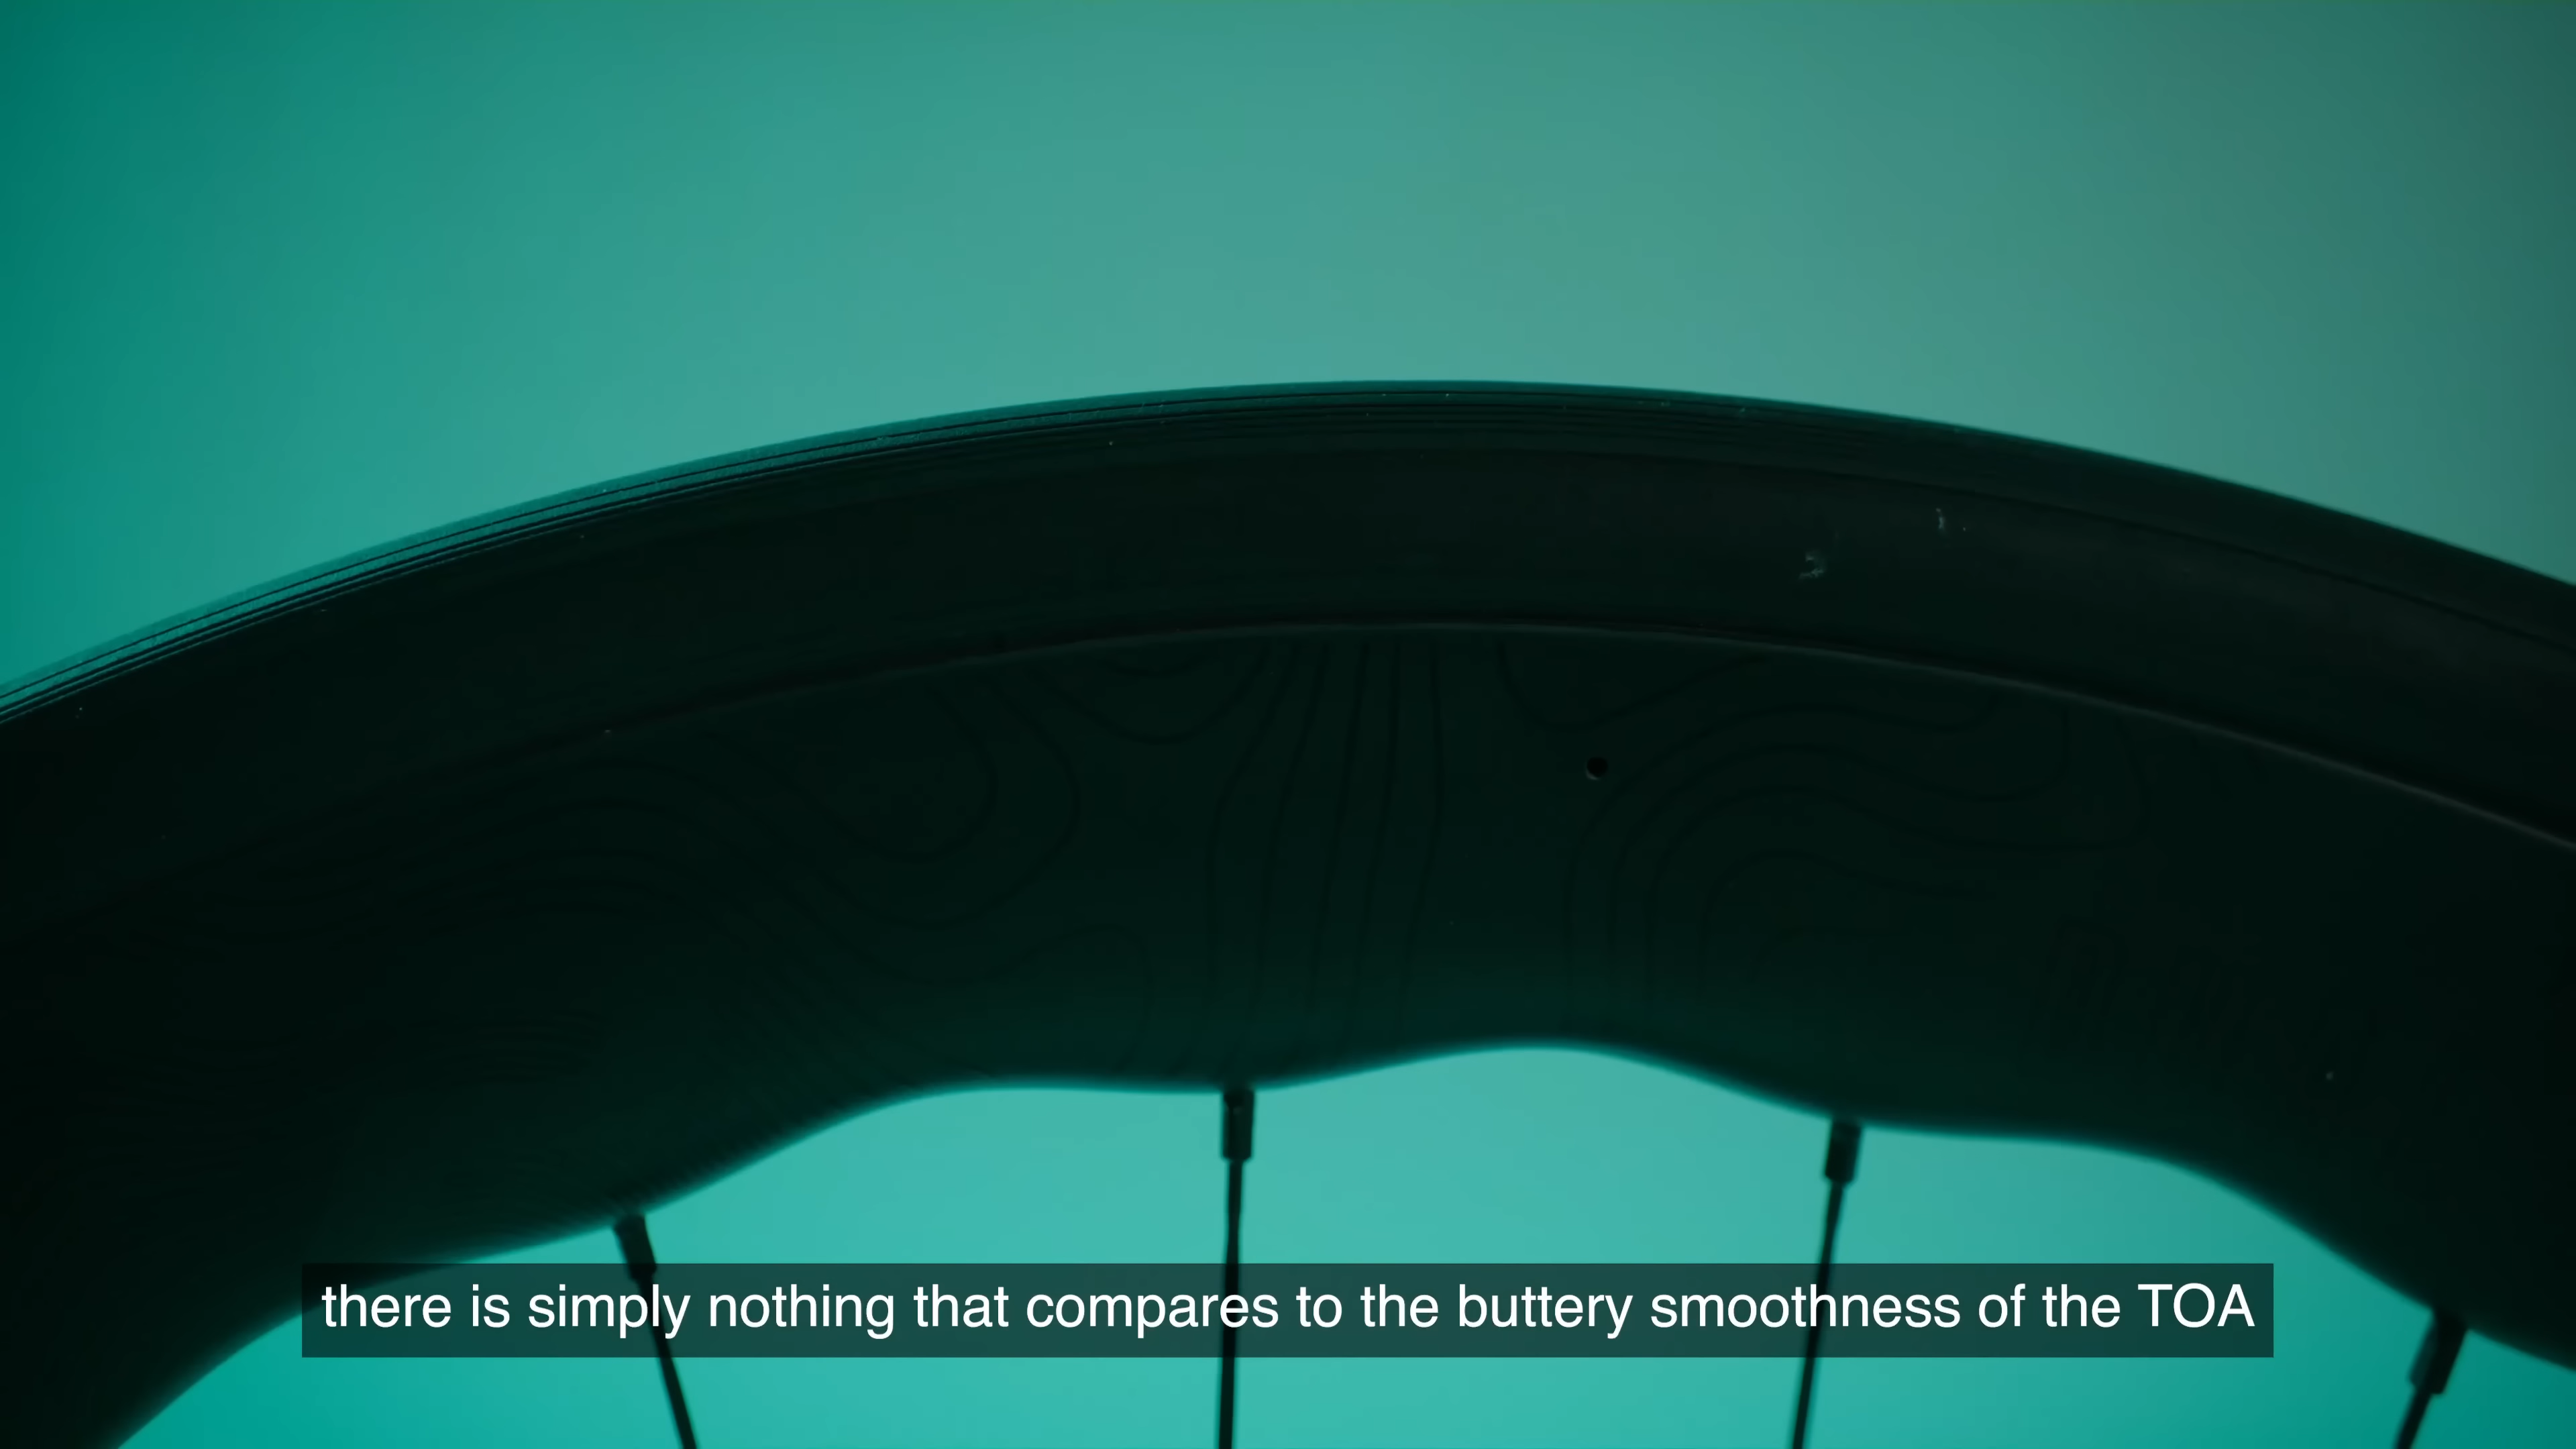 there is simply nothing that compares to the buttery smoothness of the TOA